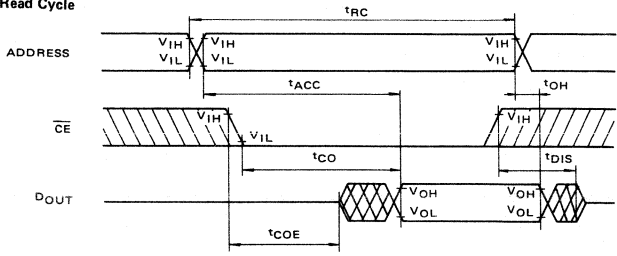 Read Cycle
tRC
ADDRESS
VIH
VIL
VIH
VIL
VIH
VIL
tACC
tOH
CE
VIH
VIL
VIH
tCO
tDIS
DOUT
VOH
VOL
VOH
VOL
tCOE